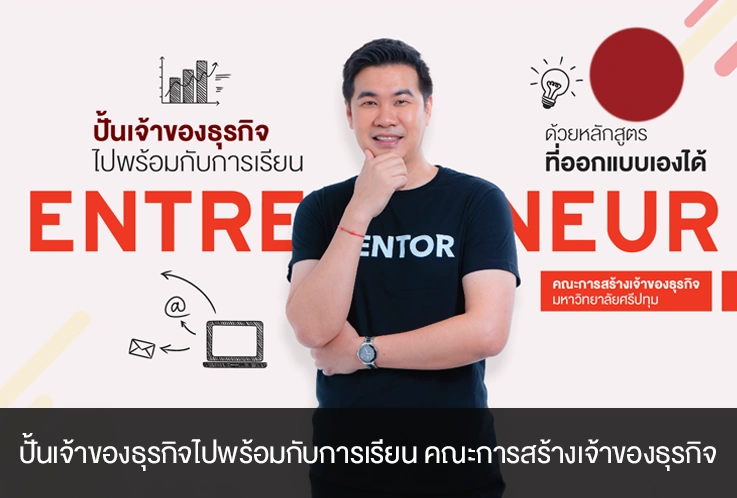 ปั้นเจ้าของธุรกิจ
ไปพร้อมกับการเรียน
ด้วยหลักสูตร
ที่ออกแบบเองได้
ENTRE NEUR
ENTOR
@
คณะการสร้างเจ้าของธุรกิจ
มหาวิทยาลัยศรีปทุม
ปั้นเจ้าของธุรกิจไปพร้อมกับการเรียน คณะการสร้างเจ้าของธุรกิจ